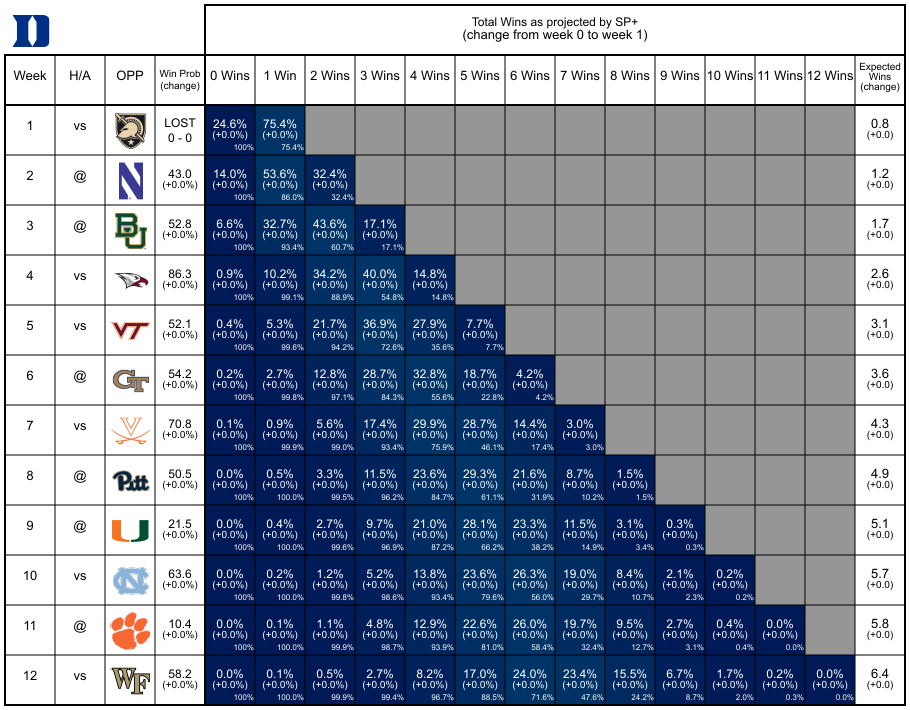 D
Total Wins as projected by SP+
(change from week 0 to week 1)
Week H/A OPP Win Prob (change) 0 Wins 1 Win 2 Wins 3 Wins 4 Wins 5 Wins 6 Wins 7 Wins 8 Wins 9 Wins 10 Wins 11 Wins 12 Wins Expected Wins (change)
1 vs LOST 24.6% 75.4% 0.8
0 - 0 (+0.0%) (+0.0%) (+0.0)
100% 75.4%
2 @ N 43.0 14.0% 53.6% 32.4% 1.2
(+0.0%) (+0.0%) (+0.0%) (+0.0%) (+0.0)
100% 86.0% 32.4%
3 @ BU 52.8 6.6% 32.7% 43.6% 17.1% 1.7
(+0.0%) (+0.0%) (+0.0%) (+0.0%) (+0.0%) (+0.0)
100% 93.4% 60.7% 17.1%
4 vs 86.3 0.9% 10.2% 34.2% 40.0% 14.8% 2.6
(+0.0%) (+0.0%) (+0.0%) (+0.0%) (+0.0%) (+0.0%) (+0.0)
100% 99.1% 88.9% 54.8% 14.8%
5 vs VT 52.1 0.4% 5.3% 21.7% 36.9% 27.9% 7.7% 3.1
(+0.0%) (+0.0%) (+0.0%) (+0.0%) (+0.0%) (+0.0%) (+0.0%) (+0.0)
100% 99.6% 94.2% 72.6% 35.6% 7.7%
6 @ GT 54.2 0.2% 2.7% 12.8% 28.7% 32.8% 18.7% 4.2% 3.6
(+0.0%) (+0.0%) (+0.0%) (+0.0%) (+0.0%) (+0.0%) (+0.0%) (+0.0%) (+0.0)
100% 99.8% 97.1% 84.3% 55.6% 22.8% 4.2%
7 vs V 70.8 0.1% 0.9% 5.6% 17.4% 29.9% 28.7% 14.4% 3.0% 4.3
(+0.0%) (+0.0%) (+0.0%) (+0.0%) (+0.0%) (+0.0%) (+0.0%) (+0.0%) (+0.0%) (+0.0)
100% 99.9% 99.0% 93.4% 75.9% 46.1% 17.4% 3.0%
8 @ Pitt 50.5 0.0% 0.5% 3.3% 11.5% 23.6% 29.3% 21.6% 8.7% 1.5% 4.9
(+0.0%) (+0.0%) (+0.0%) (+0.0%) (+0.0%) (+0.0%) (+0.0%) (+0.0%) (+0.0%) (+0.0%) (+0.0)
100% 100.0% 99.5% 96.2% 84.7% 61.1% 31.9% 10.2% 1.5%
9 @ U 21.5 0.0% 0.4% 2.7% 9.7% 21.0% 28.1% 23.3% 11.5% 3.1% 0.3% 5.1
(+0.0%) (+0.0%) (+0.0%) (+0.0%) (+0.0%) (+0.0%) (+0.0%) (+0.0%) (+0.0%) (+0.0%) (+0.0%) (+0.0)
100% 100.0% 99.6% 96.9% 87.2% 66.2% 38.2% 14.9% 3.4% 0.3%
10 vs NC 63.6 0.0% 0.2% 1.2% 5.2% 13.8% 23.6% 26.3% 19.0% 8.4% 2.1% 0.2% 5.7
(+0.0%) (+0.0%) (+0.0%) (+0.0%) (+0.0%) (+0.0%) (+0.0%) (+0.0%) (+0.0%) (+0.0%) (+0.0%) (+0.0%) (+0.0)
100% 100.0% 99.8% 98.6% 93.4% 79.6% 56.0% 29.7% 10.7% 2.3% 0.2%
11 @ 10.4 0.0% 0.1% 1.1% 4.8% 12.9% 22.6% 26.0% 19.7% 9.5% 2.7% 0.4% 0.0% 5.8
(+0.0%) (+0.0%) (+0.0%) (+0.0%) (+0.0%) (+0.0%) (+0.0%) (+0.0%) (+0.0%) (+0.0%) (+0.0%) (+0.0%) (+0.0%) (+0.0)
100% 100.0% 99.9% 98.7% 93.9% 81.0% 58.4% 32.4% 12.7% 3.1% 0.4% 0.0%
12 vs WF 58.2 0.0% 0.1% 0.5% 2.7% 8.2% 17.0% 24.0% 23.4% 15.5% 6.7% 1.7% 0.2% 0.0% 6.4
(+0.0%) (+0.0%) (+0.0%) (+0.0%) (+0.0%) (+0.0%) (+0.0%) (+0.0%) (+0.0%) (+0.0%) (+0.0%) (+0.0%) (+0.0%) (+0.0%) (+0.0)
100% 100.0% 99.9% 99.4% 96.7% 88.5% 71.6% 47.6% 24.2% 8.7% 2.0% 0.3% 0.0%